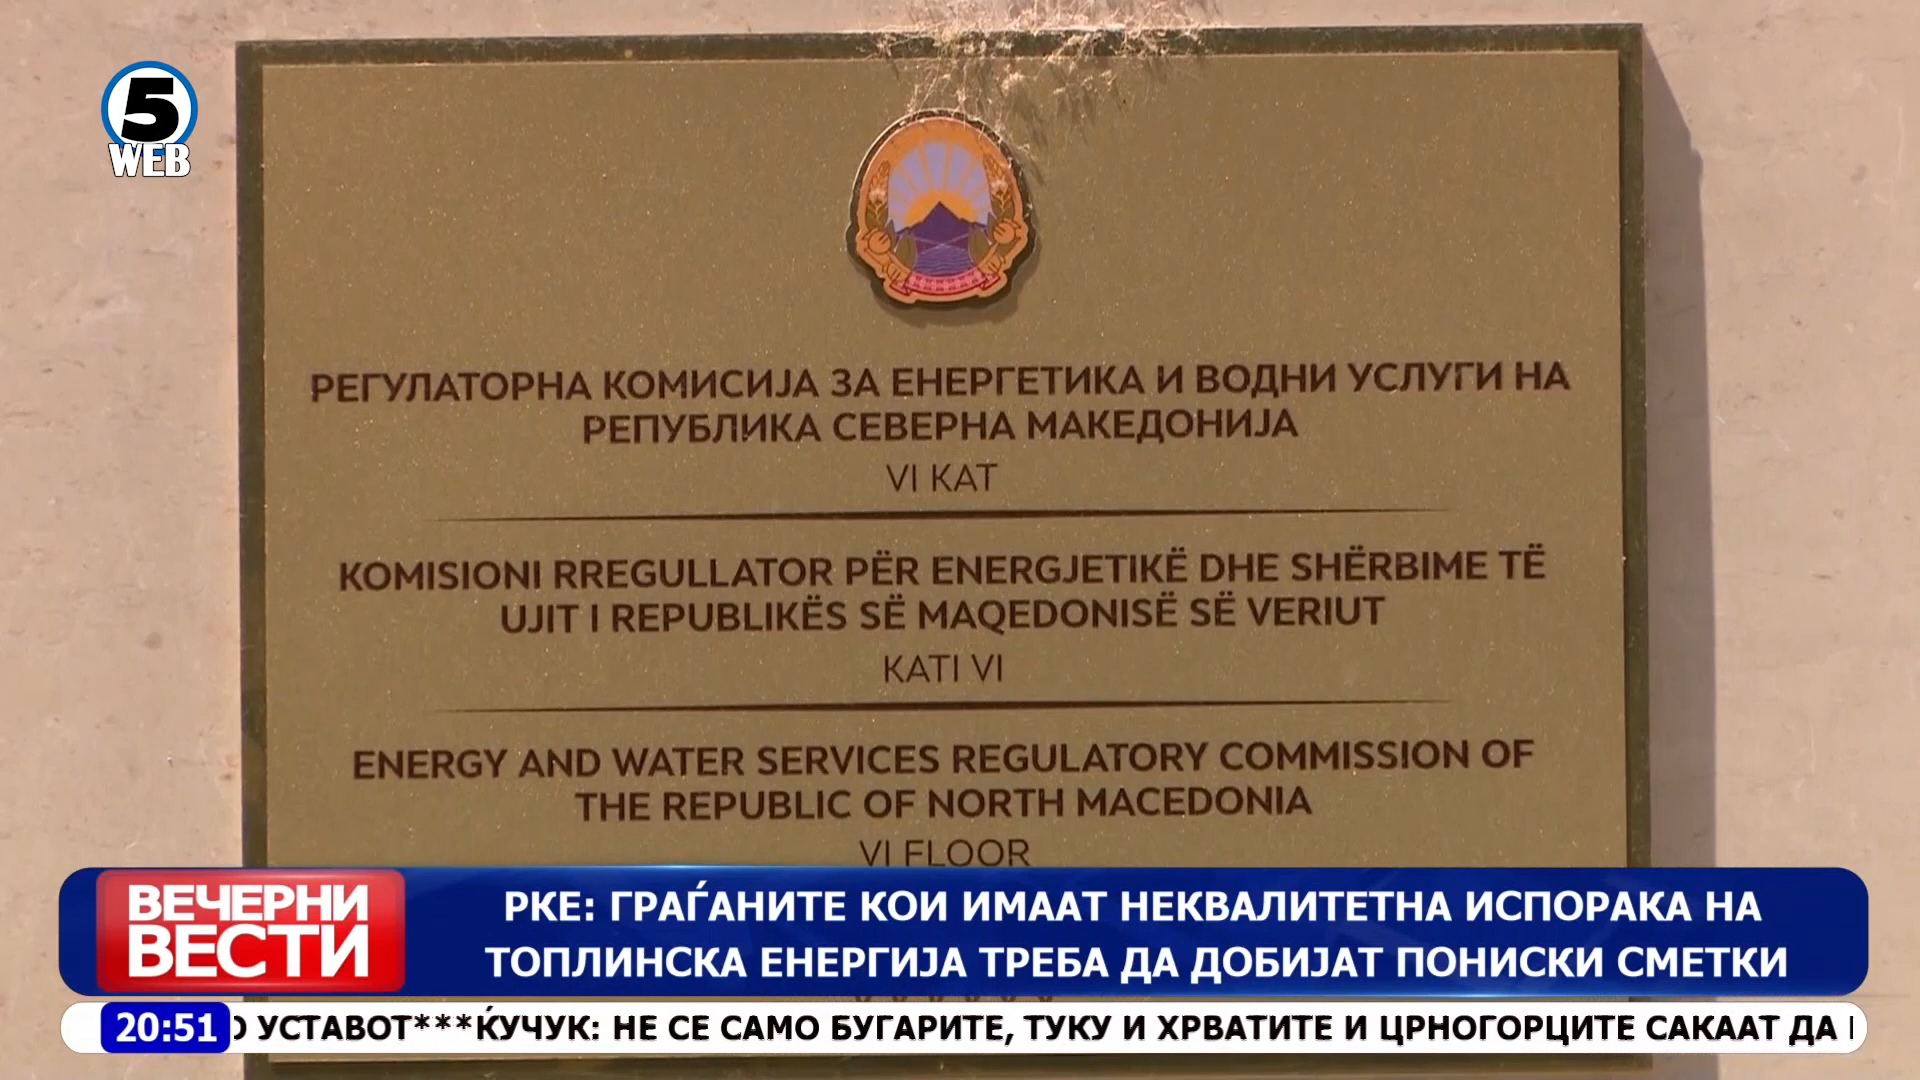 5
WEB
РЕГУЛАТОРНА КОМИСИЈА ЗА ЕНЕРГЕТИКА И ВОДНИ УСЛУГИ НА
РЕПУБЛИКА СЕВЕРНА МАКЕДОНИЈА
VI КАТ
KOMISIONI RREGULLATOR PËR ENERGJETIKË DHE SHËRBIME TË
UJIT I REPUBLIKËS SË MAQEDONISË SË VERIUT
KATI VI
ENERGY AND WATER SERVICES REGULATORY COMMISSION OF
THE REPUBLIC OF NORTH MACEDONIA
VI FLOOR
ВЕЧЕРНИ
ВЕСТИ
РКЕ: ГРАЃАНИТЕ КОИ ИМААТ НЕКВАЛИТЕТНА ИСПОРАКА НА
ТОПЛИНСКА ЕНЕРГИЈА ТРЕБА ДА ДОБИЈАТ ПОНИСКИ СМЕТКИ
20:51 УСТАВОТ***ЌУЧУК: НЕ СЕ САМО БУГАРИТЕ, ТУКУ И ХРВАТИТЕ И ЦРНОГОРЦИТЕ САКААТ ДА